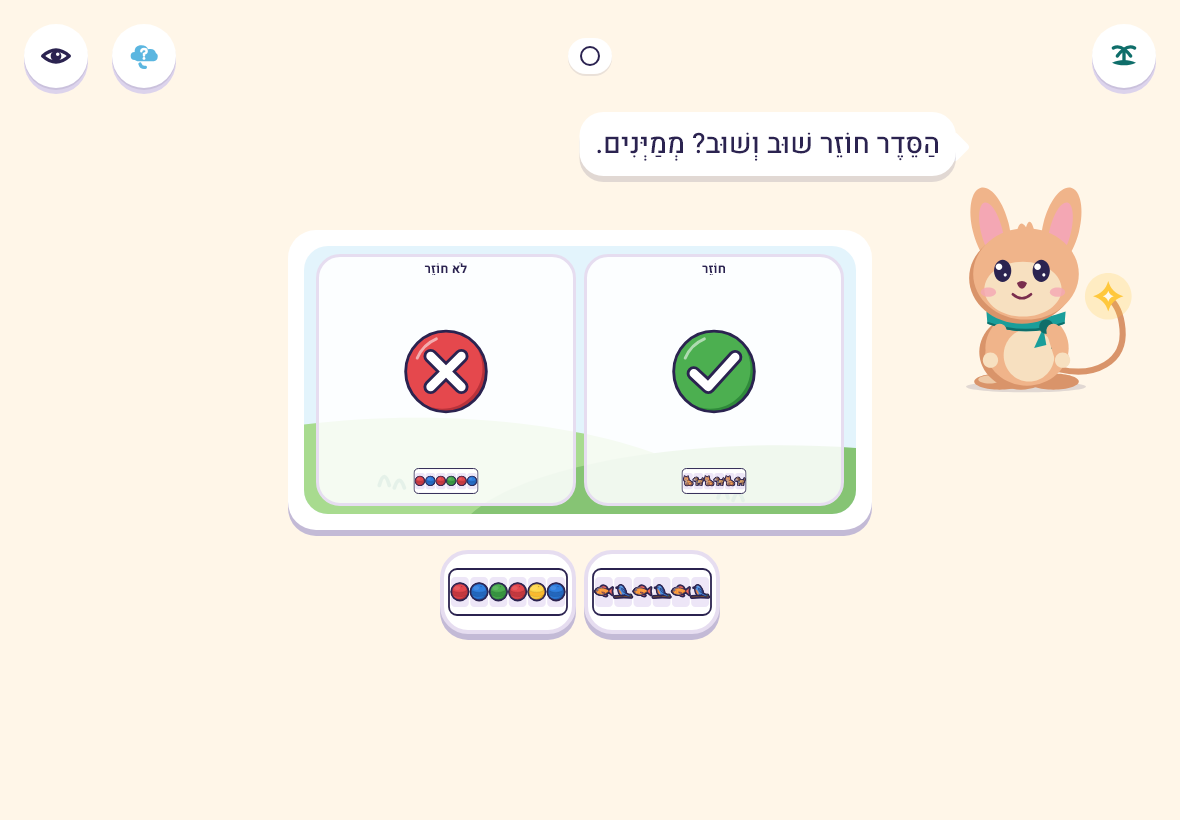 הַסֵּדֶר חוֹזֵר שׁוּב וְשׁוּב? מְמַיְּנִים.
חוֹזֵר
לֹא חוֹזֵר